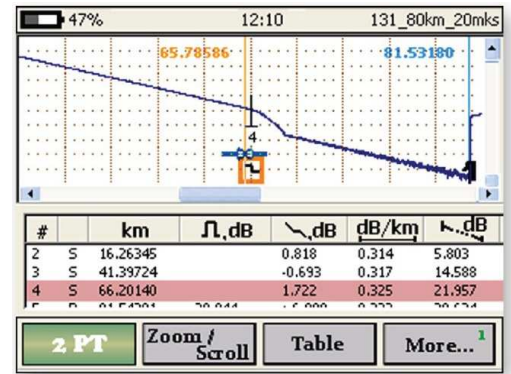 47% 12:10 131_80km_20mks
65.78586 81.53180
4
# km ,dB ,dB dB/km ..dB
2 S 16.26345 0.818 0.314 5.803
3 S 41.39724 -0.693 0.317 14.588
4 S 66.20140 1.722 0.325 21.957
2 PT Zoom / Scroll Table More... 1